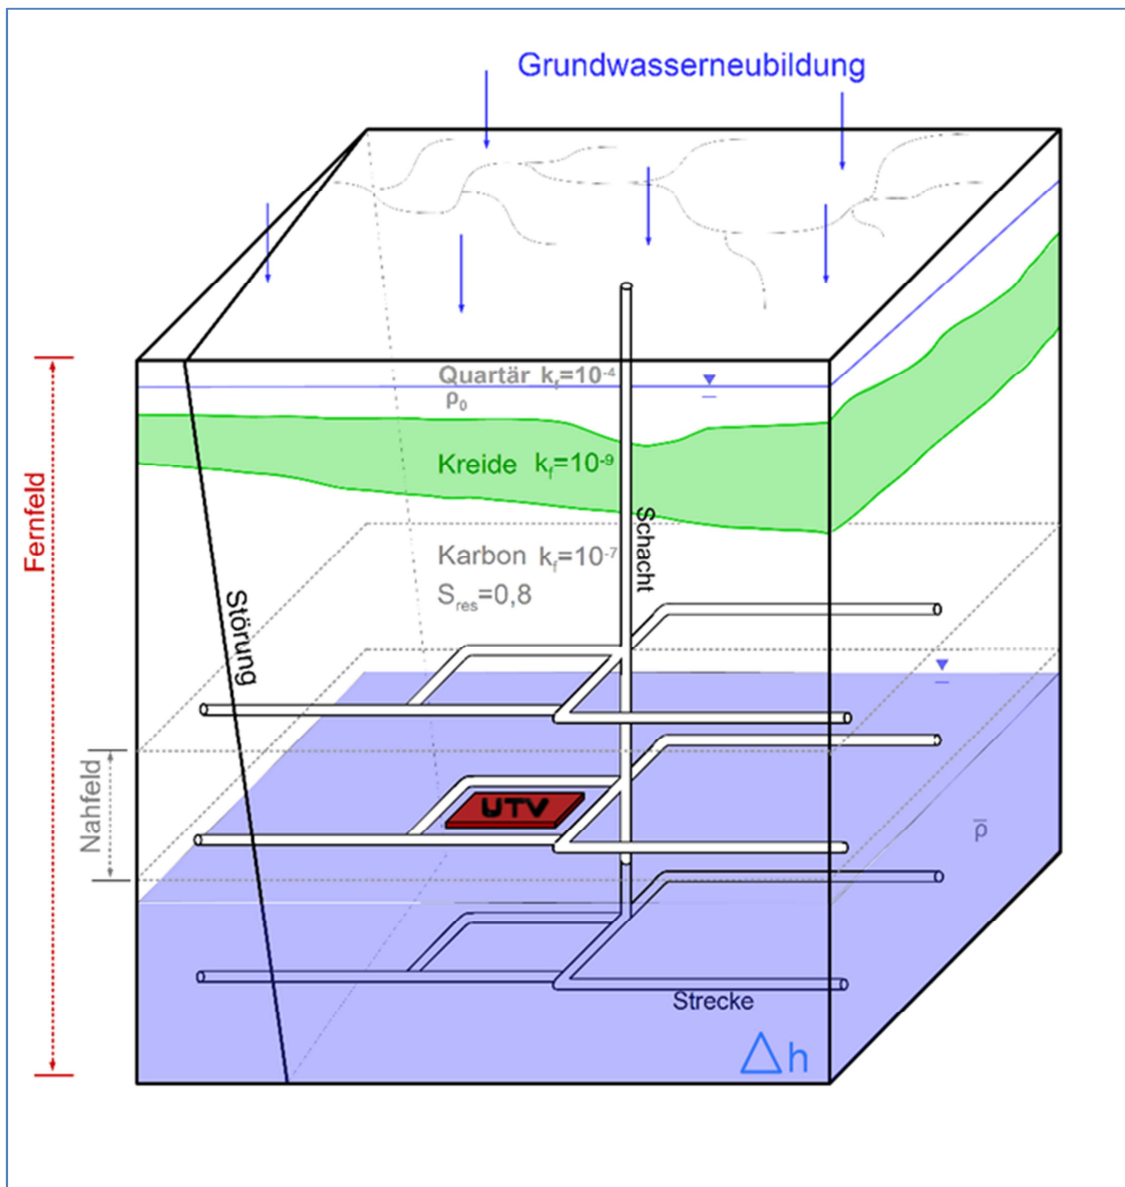 Grundwasserneubildung
Quartär kf=10-4
ρ0
Kreide kf=10-9
Schacht
Karbon kf=10-7
Sres=0,8
Störung
Fernfeld
Nahfeld
UTV
ρ̅
Strecke
Δh